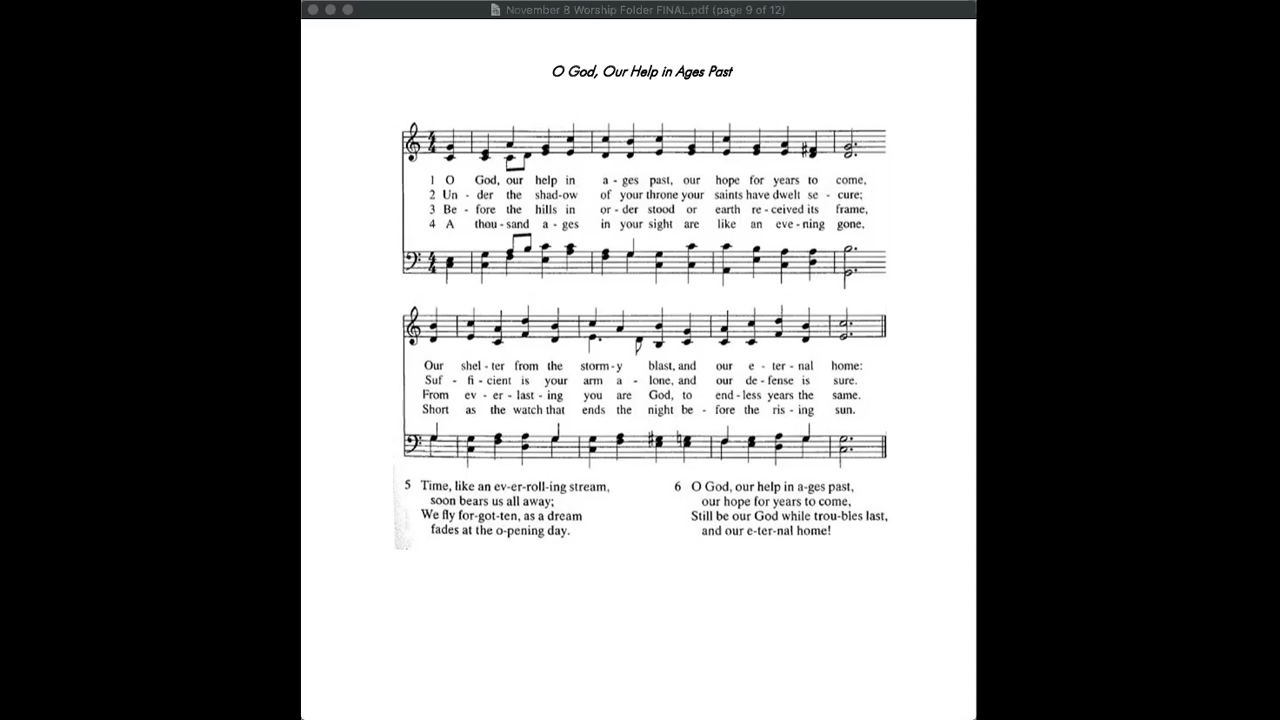 November 8 Worship Folder FINAL.pdf (page 9 of 12)
O God, Our Help in Ages Past
1 O God, our help in a - ges past, our hope for years to come,
2 Un - der the shad-ow of your throne your saints have dwelt se - cure;
3 Be - fore the hills in or - der stood or earth re - ceived its frame,
4 A thou - sand a - ges in your sight are like an eve - ning gone,
Our shel - ter from the storm - y blast, and our e - ter - nal home:
Suf - fi - cient is your arm a - lone, and our de - fense is sure.
From ev - er - last - ing you are God, to end - less years the same.
Short as the watch that ends the night be - fore the ris - ing sun.
5 Time, like an ev-er-roll-ing stream,
soon bears us all away;
We fly for-got-ten, as a dream
fades at the o-pening day.
6 O God, our help in a-ges past,
our hope for years to come,
Still be our God while trou-bles last,
and our e-ter-nal home!